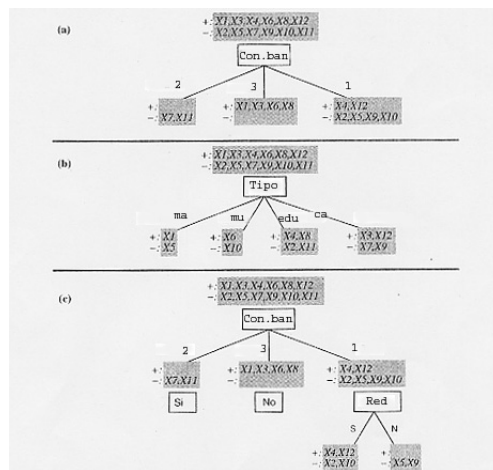 (a)
+: X1,X3,X4,X6,X8,X12
−: X2,X5,X7,X9,X10,X11
Con.ban
2 3 1
+: +: X1,X3,X6,X8 +: X4,X12
−: X7,X11 −: −: X2,X5,X9,X10
(b)
+: X1,X3,X4,X6,X8,X12
−: X2,X5,X7,X9,X10,X11
Tipo
ma mu edu ca
+: X1 +: X6 +: X4,X8 +: X3,X12
−: X5 −: X10 −: X2,X11 −: X7,X9
(c)
+: X1,X3,X4,X6,X8,X12
−: X2,X5,X7,X9,X10,X11
Con.ban
2 3 1
+: +: X1,X3,X6,X8 +: X4,X12
−: X7,X11 −: −: X2,X5,X9,X10
Si No Red
S N
+: X4,X12 +:
−: X2,X10 −: X5,X9